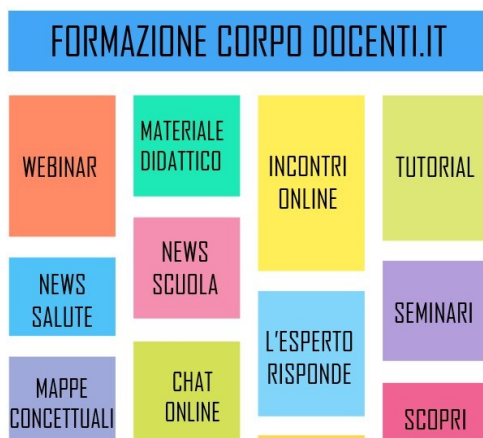 FORMAZIONE CORPO DOCENTI.IT
WEBINAR
MATERIALE
DIDATTICO
INCONTRI
ONLINE
TUTORIAL
NEWS
SALUTE
NEWS
SCUOLA
L'ESPERTO
RISPONDE
SEMINARI
MAPPE
CONCETTUALI
CHAT
ONLINE
SCOPRI